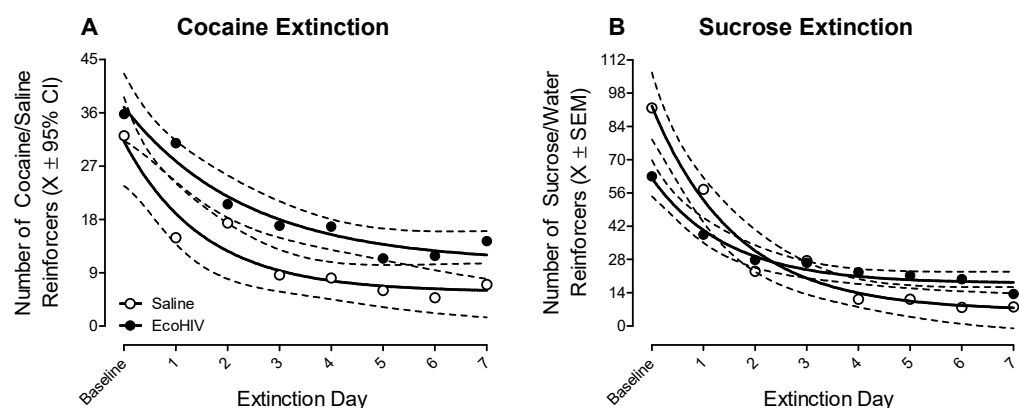 A Cocaine Extinction
Number of Cocaine/Saline
Reinforcers (X ± 95% CI)
45
36
27
18
9
0
Saline
EcoHIV
Baseline 1 2 3 4 5 6 7
Extinction Day
B Sucrose Extinction
Number of Sucrose/Water
Reinforcers (X ± SEM)
112
98
84
70
56
42
28
14
0
Baseline 1 2 3 4 5 6 7
Extinction Day